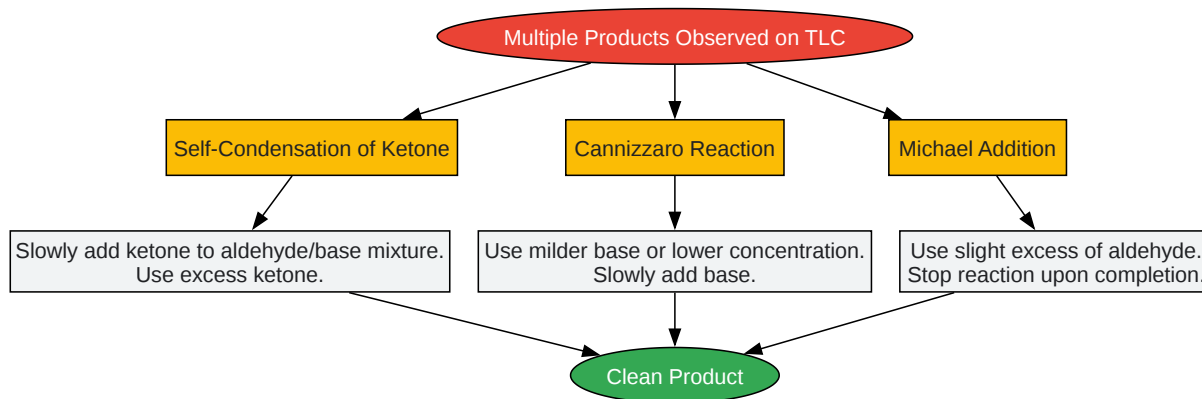 Multiple Products Observed on TLC
Self-Condensation of Ketone
Cannizzaro Reaction
Michael Addition
Slowly add ketone to aldehyde/base mixture.
Use excess ketone.
Use milder base or lower concentration.
Slowly add base.
Use slight excess of aldehyde.
Stop reaction upon completion.
Clean Product